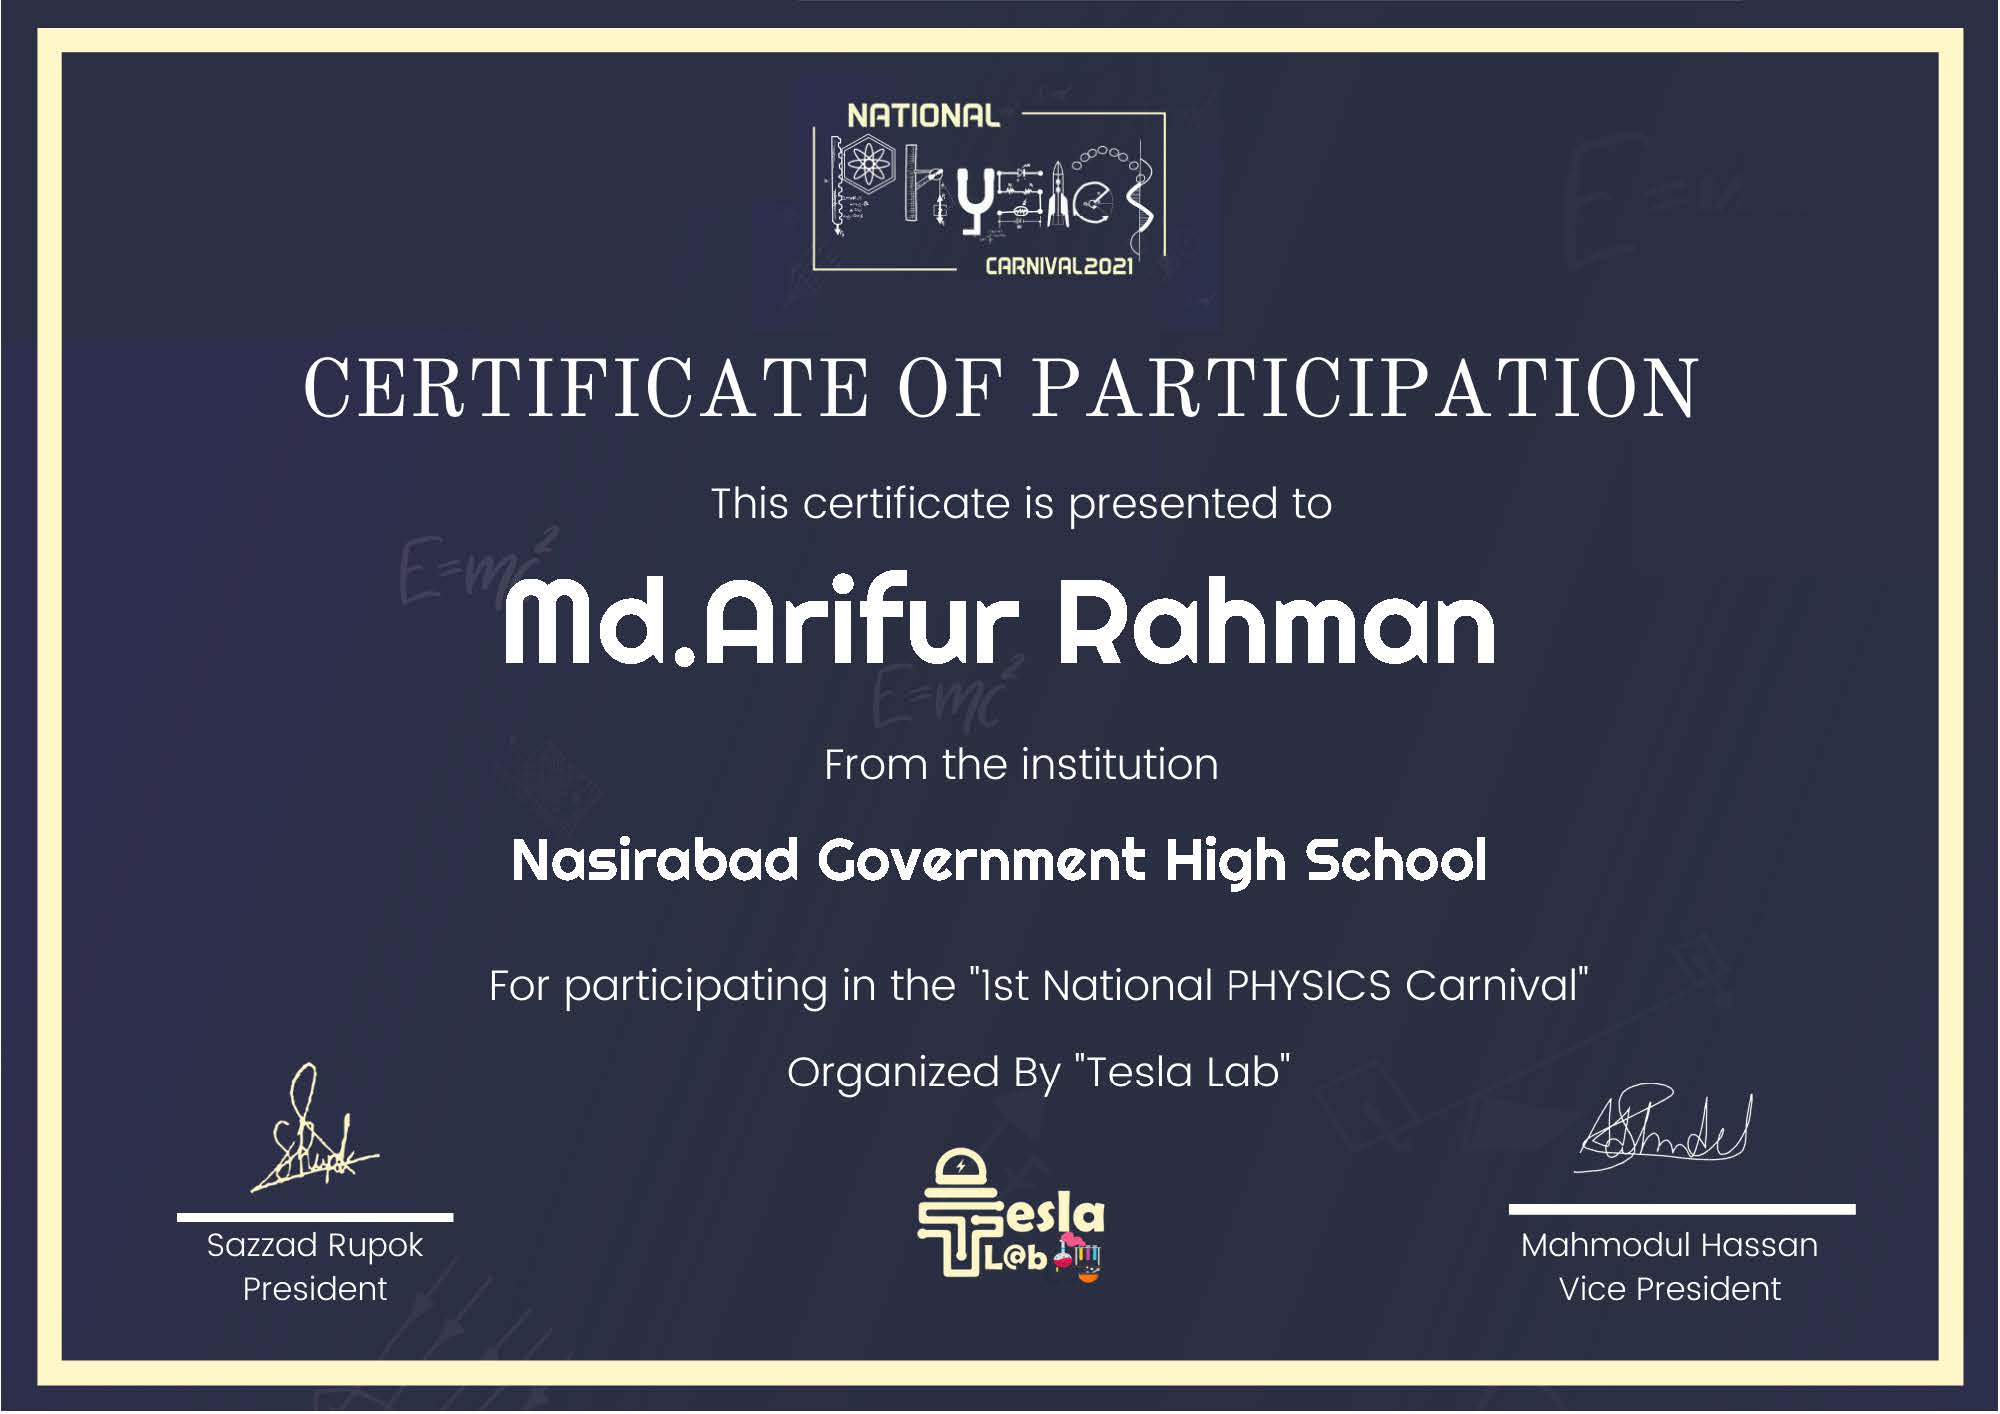 NATIONAL
Physics
CARNIVAL2021
CERTIFICATE OF PARTICIPATION
This certificate is presented to
E=mc²
Md.Arifur Rahman
E=mc²
From the institution
Nasirabad Government High School
For participating in the "1st National PHYSICS Carnival"
Organized By "Tesla Lab"
Tesla
L@b
Sazzad Rupok
President
Mahmodul Hassan
Vice President